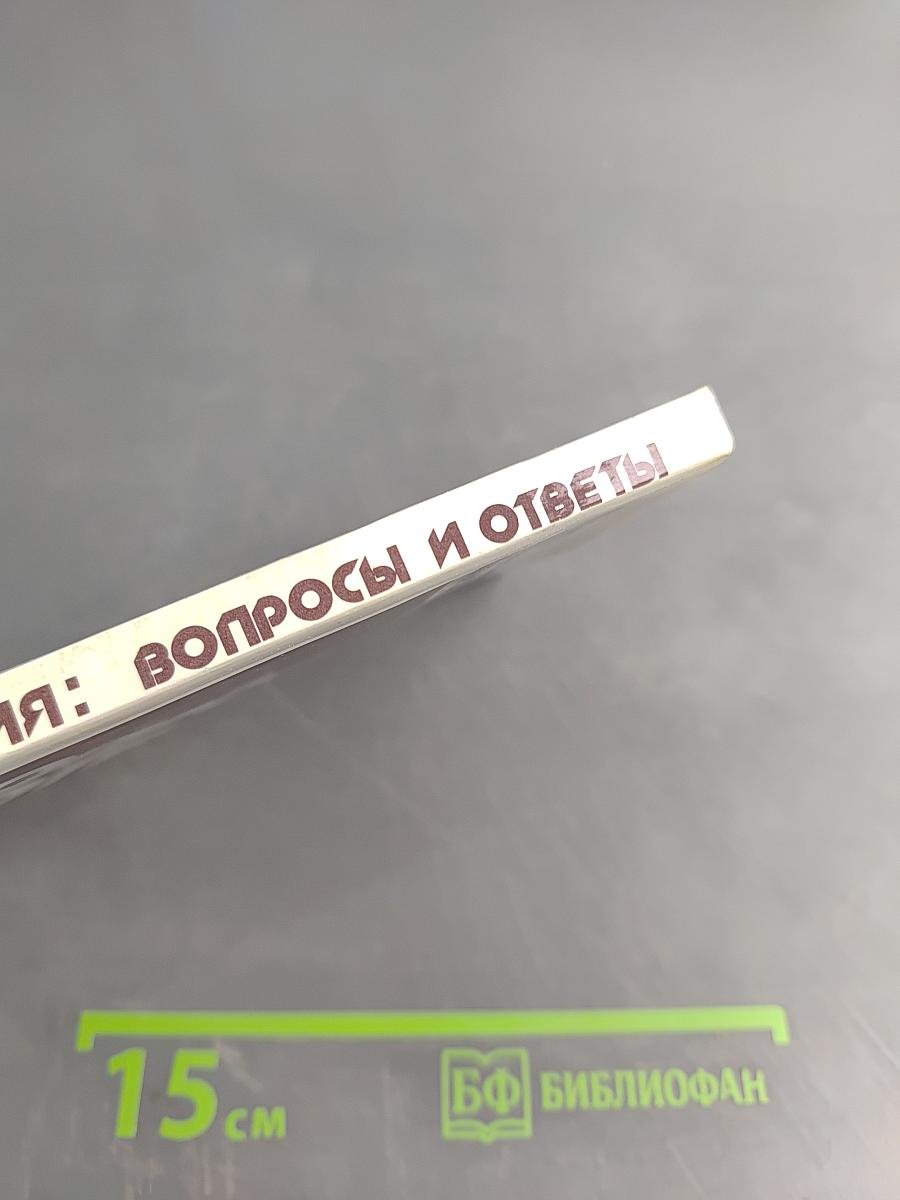 ИЯ: ВОПРОСЫ И ОТВЕТЫ
15 см
БФ БИБЛИОФАН